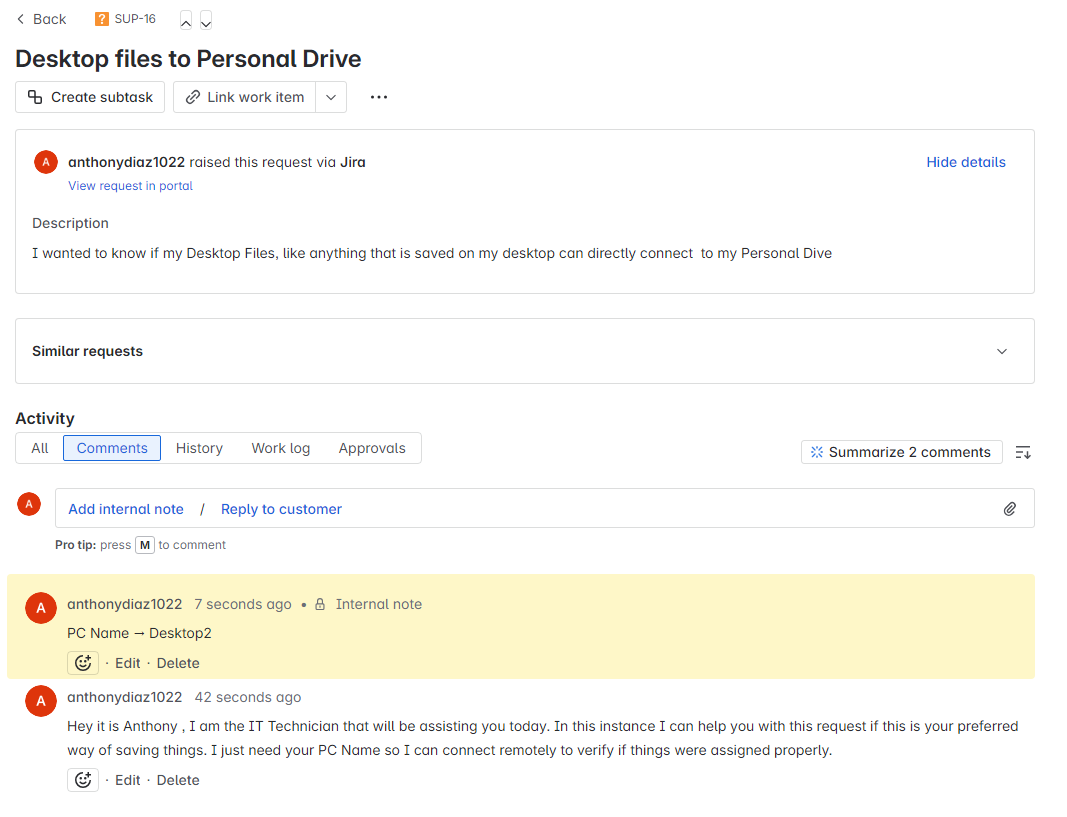 Back
? SUP-16
Desktop files to Personal Drive
Create subtask
Link work item
A
anthonydiaz1022 raised this request via Jira
Hide details
View request in portal
Description
I wanted to know if my Desktop Files, like anything that is saved on my desktop can directly connect  to my Personal Dive
Similar requests
Activity
All
Comments
History
Work log
Approvals
Summarize 2 comments
A
Add internal note / Reply to customer
Pro tip: press M to comment
A
anthonydiaz1022 7 seconds ago • Internal note
PC Name → Desktop2
· Edit · Delete
A
anthonydiaz1022 42 seconds ago
Hey it is Anthony , I am the IT Technician that will be assisting you today. In this instance I can help you with this request if this is your preferred
way of saving things. I just need your PC Name so I can connect remotely to verify if things were assigned properly.
· Edit · Delete